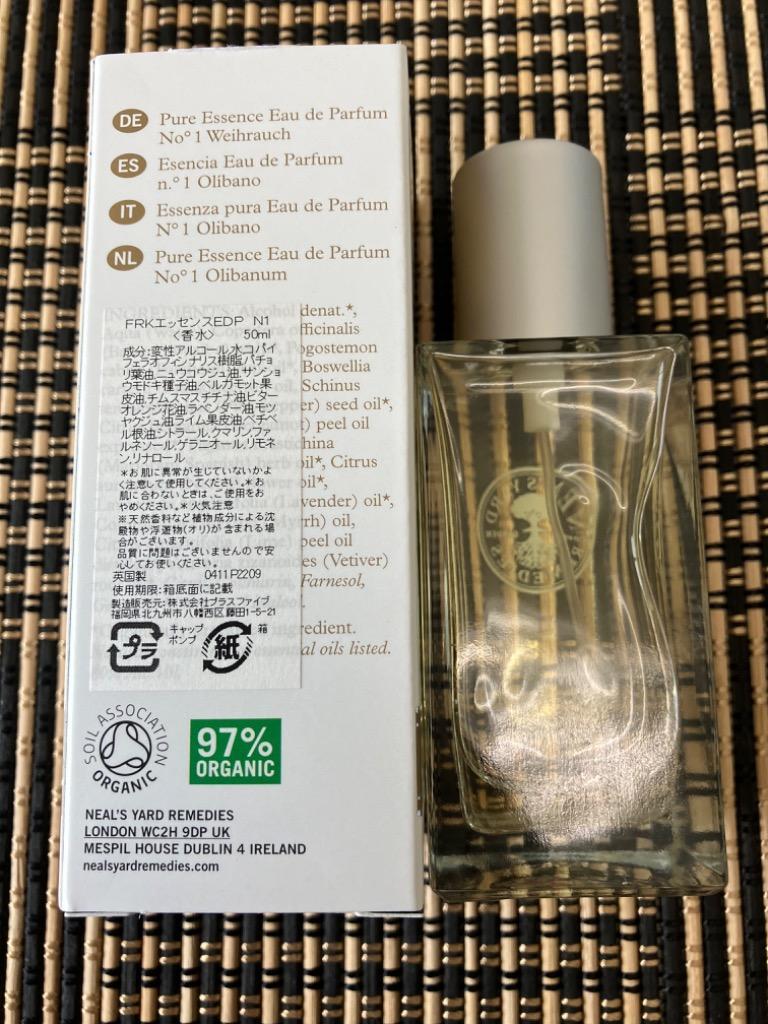 DE Pure Essence Eau de Parfum
No° 1 Weihrauch
ES Esencia Eau de Parfum
n.° 1 Olíbano
IT Essenza pura Eau de Parfum
N° 1 Olibano
NL Pure Essence Eau de Parfum
No° 1 Olibanum
INGREDIENTS: Alcohol denat.*,
officinalis
Pogostemon
Boswellia
Schinus
seed oil*,
peel oil
oil*, Citrus
oil*,
(Lavender) oil*,
oil,
peel oil
(Vetiver)
Farnesol,
oils listed.
FRKエッセンスEDP N1
<香水> 50ml
成分:変性アルコール,水,コパイ
フェラオフィシナリス樹脂,パチョ
リ葉油,ニュウコウジュ油,サンショ
ウモドキ種子油,ベルガモット果
皮油,チムスマスチチナ油,ビター
オレンジ花油,ラベンダー油,モツ
ヤクジュ油,ライム果皮油,ベチベ
ル根油,シトラール,クマリン,ファ
ルネソール,ゲラニオール,リモネ
ン,リナロール
*お肌に異常が生じていないかよ
く注意して使用してください。*お
肌に合わないときは、ご使用をお
やめください。*火気注意
※天然香料など植物成分による沈
殿物や浮遊物(オリ)が含まれる場
合がございます。
品質に問題はございませんので安
心してお使いください。
英国製 0411P2209
使用期限:箱底面に記載
製造販売元:株式会社プラスファイブ
福岡県北九州市八幡西区藤田1-5-21
プラ キャップ
ポンプ 紙 箱
SOIL ASSOCIATION
ORGANIC
97%
ORGANIC
NEAL'S YARD REMEDIES
LONDON WC2H 9DP UK
MESPIL HOUSE DUBLIN 4 IRELAND
nealsyardremedies.com